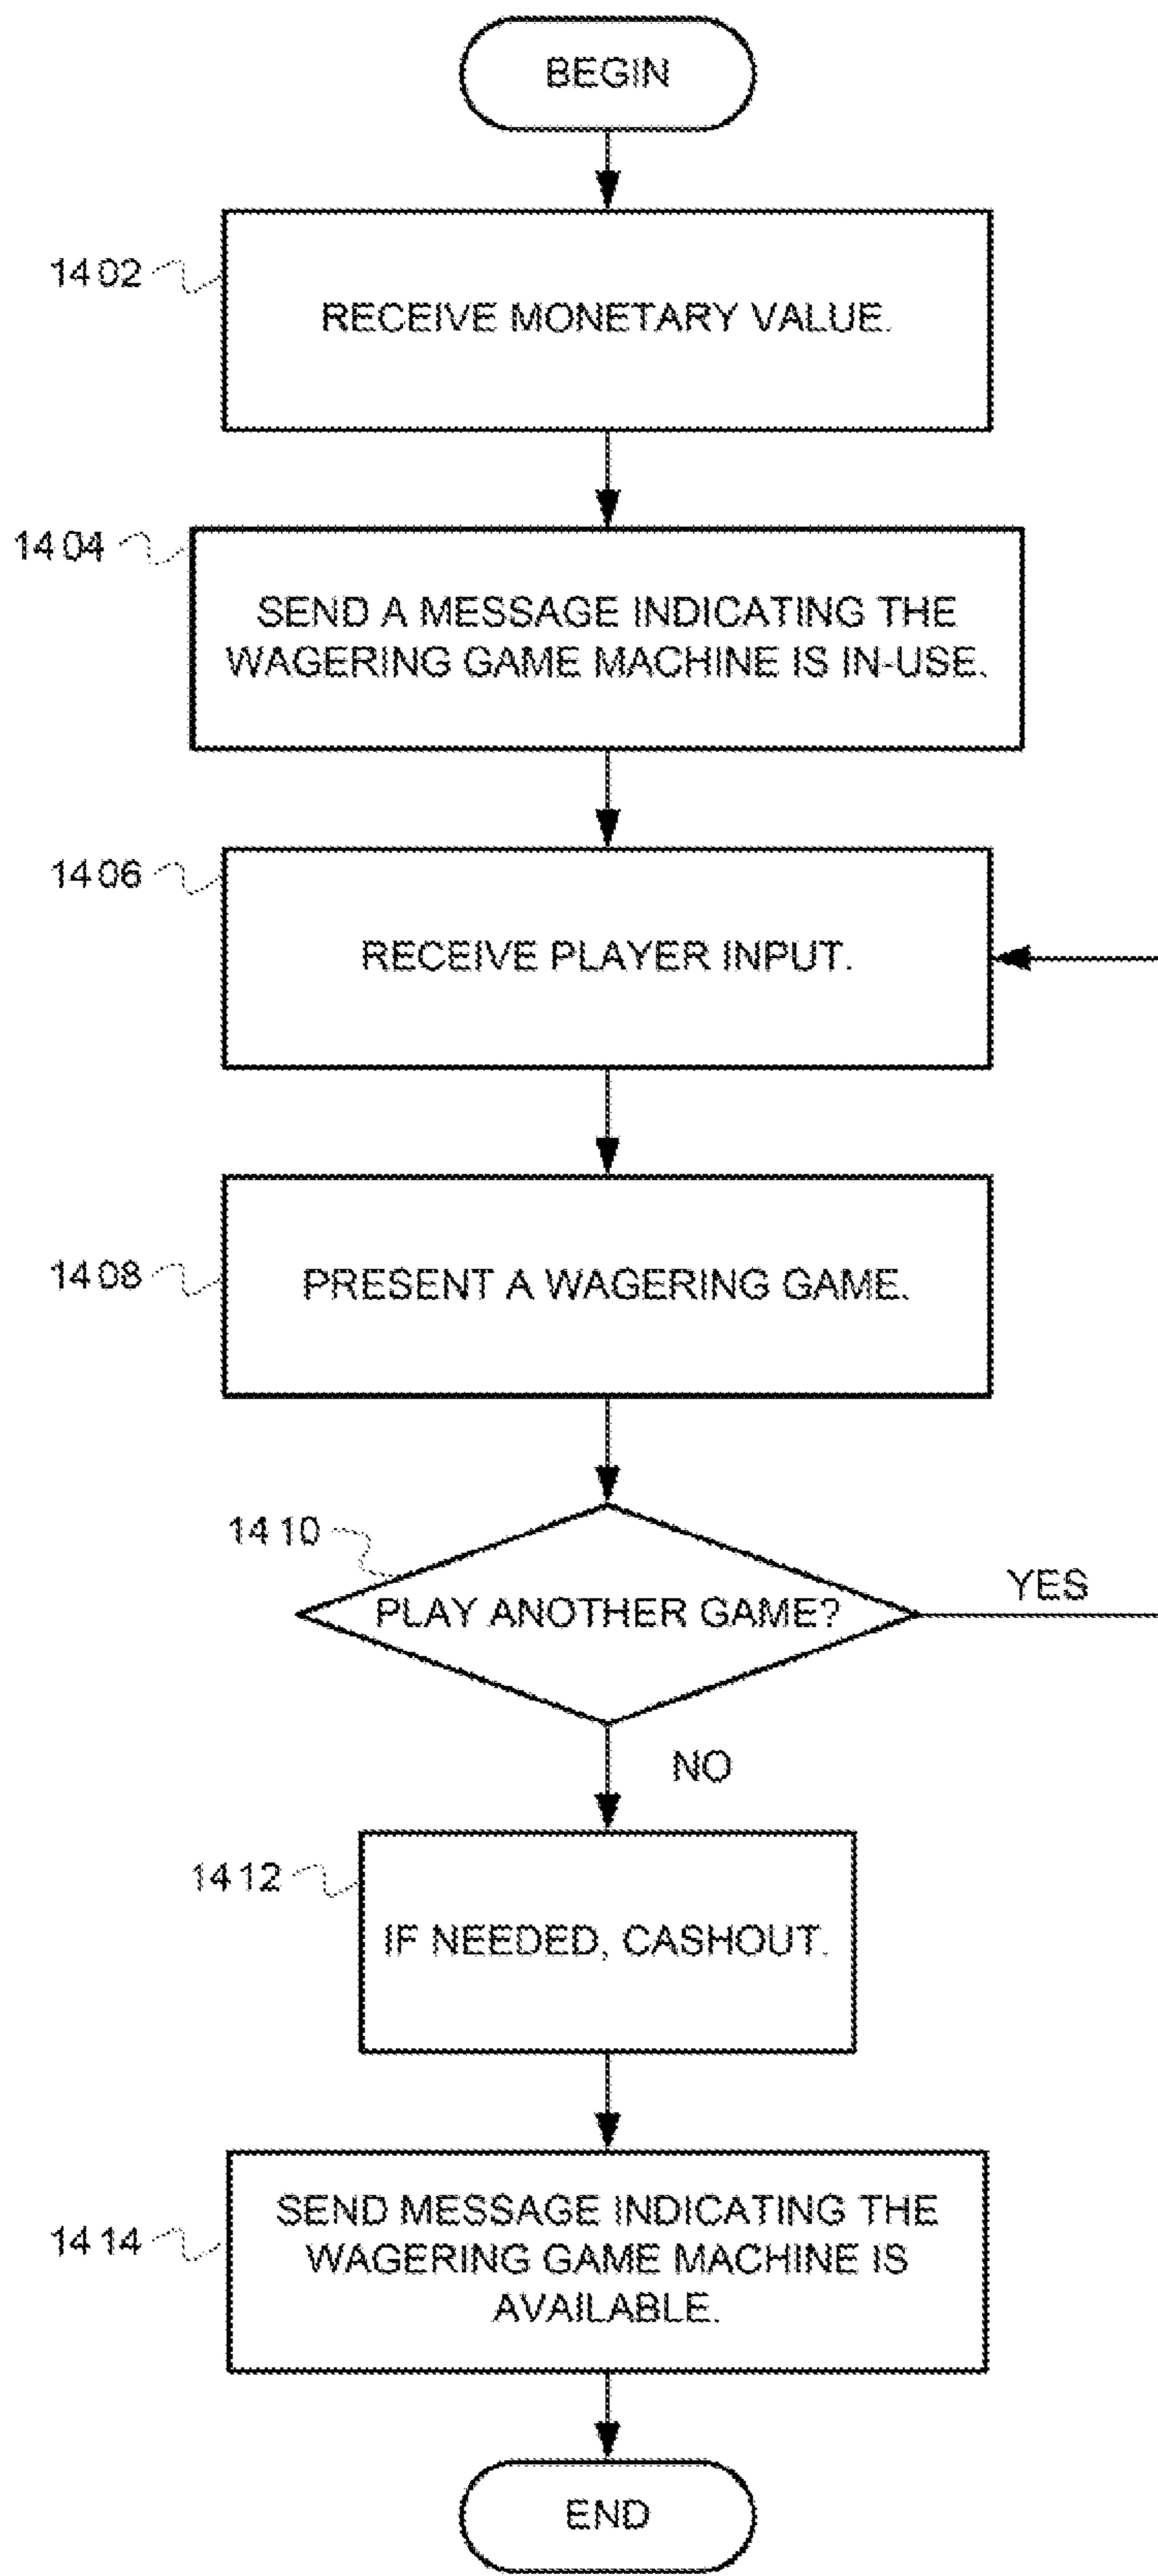 BEGIN
1402
RECEIVE MONETARY VALUE.
1404
SEND A MESSAGE INDICATING THE
WAGERING GAME MACHINE IS IN-USE.
1406
RECEIVE PLAYER INPUT.
1408
PRESENT A WAGERING GAME.
1410
PLAY ANOTHER GAME?
YES
NO
1412
IF NEEDED, CASHOUT.
1414
SEND MESSAGE INDICATING THE
WAGERING GAME MACHINE IS
AVAILABLE.
END